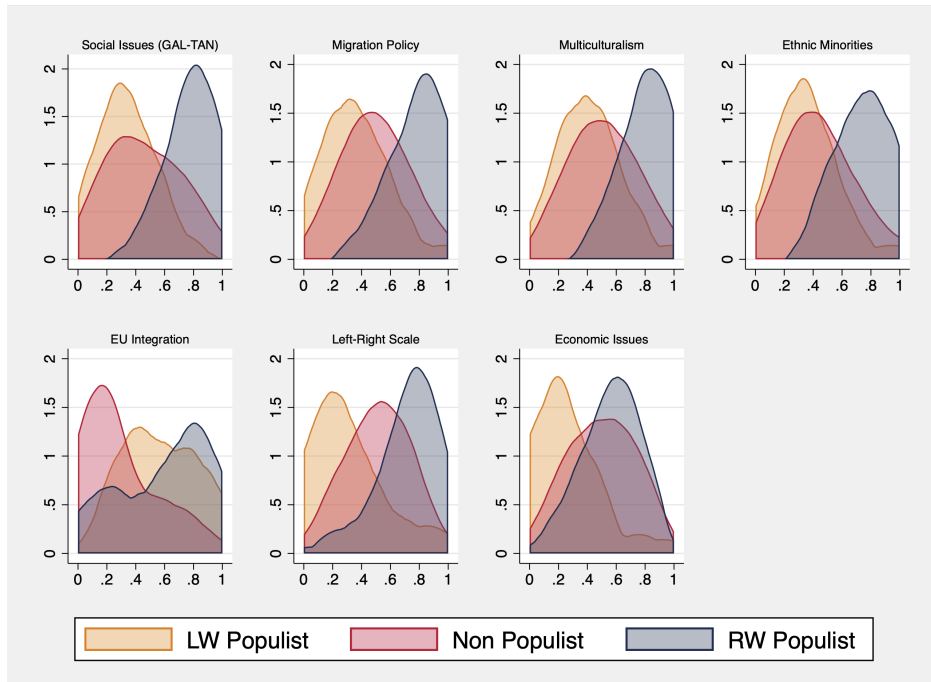 Social Issues (GAL-TAN)
0 .5 1 1.5 2
0 .2 .4 .6 .8 1
Migration Policy
0 .5 1 1.5 2
0 .2 .4 .6 .8 1
Multiculturalism
0 .5 1 1.5 2
0 .2 .4 .6 .8 1
Ethnic Minorities
0 .5 1 1.5 2
0 .2 .4 .6 .8 1
EU Integration
0 .5 1 1.5 2
0 .2 .4 .6 .8 1
Left-Right Scale
0 .5 1 1.5 2
0 .2 .4 .6 .8 1
Economic Issues
0 .5 1 1.5 2
0 .2 .4 .6 .8 1
LW Populist Non Populist RW Populist